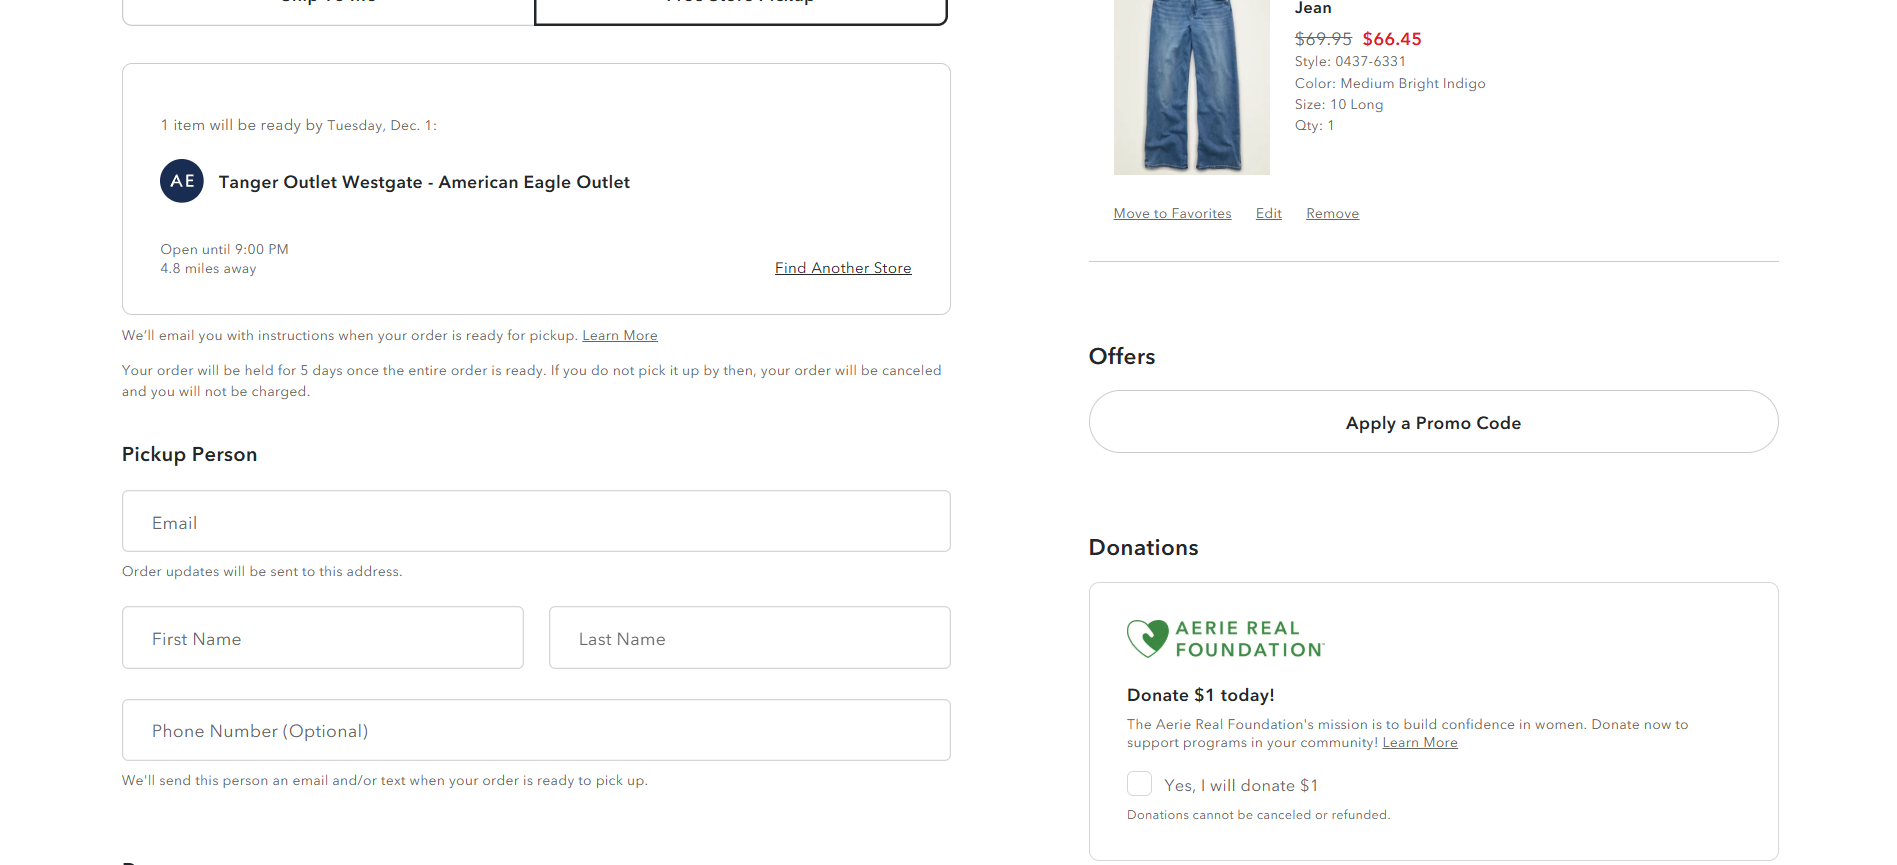 Ship To Me
Free Store Pickup
1 item will be ready by Tuesday, Dec. 1:
AE
Tanger Outlet Westgate - American Eagle Outlet
Open until 9:00 PM
4.8 miles away
Find Another Store
We'll email you with instructions when your order is ready for pickup. Learn More
Your order will be held for 5 days once the entire order is ready. If you do not pick it up by then, your order will be canceled
and you will not be charged.
Pickup Person
Email
Order updates will be sent to this address.
First Name
Last Name
Phone Number (Optional)
We'll send this person an email and/or text when your order is ready to pick up.
Jean
$69.95 $66.45
Style: 0437-6331
Color: Medium Bright Indigo
Size: 10 Long
Qty: 1
Move to Favorites
Edit
Remove
Offers
Apply a Promo Code
Donations
AERIE REAL
FOUNDATION™
Donate $1 today!
The Aerie Real Foundation's mission is to build confidence in women. Donate now to
support programs in your community! Learn More
Yes, I will donate $1
Donations cannot be canceled or refunded.